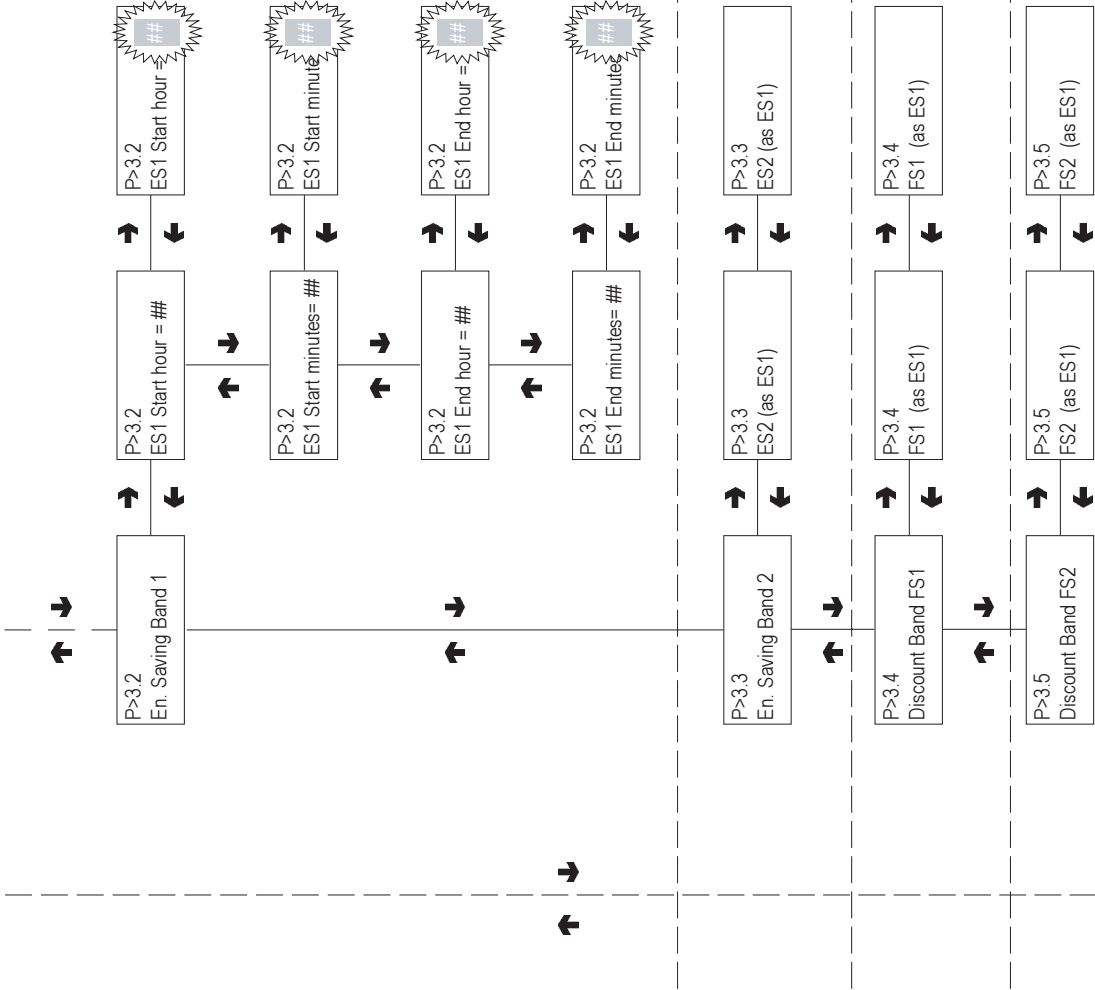 P>3.2
En. Saving Band 1
P>3.2
ES1 Start hour = ##
P>3.2
ES1 Start hour = ##
P>3.2
ES1 Start minutes= ##
P>3.2
ES1 Start minute ##
P>3.2
ES1 End hour = ##
P>3.2
ES1 End hour = ##
P>3.2
ES1 End minutes= ##
P>3.2
ES1 End minutes ##
P>3.3
En. Saving Band 2
P>3.3
ES2 (as ES1)
P>3.3
ES2 (as ES1)
P>3.4
Discount Band FS1
P>3.4
FS1 (as ES1)
P>3.4
FS1 (as ES1)
P>3.5
Discount Band FS2
P>3.5
FS2 (as ES1)
P>3.5
FS2 (as ES1)